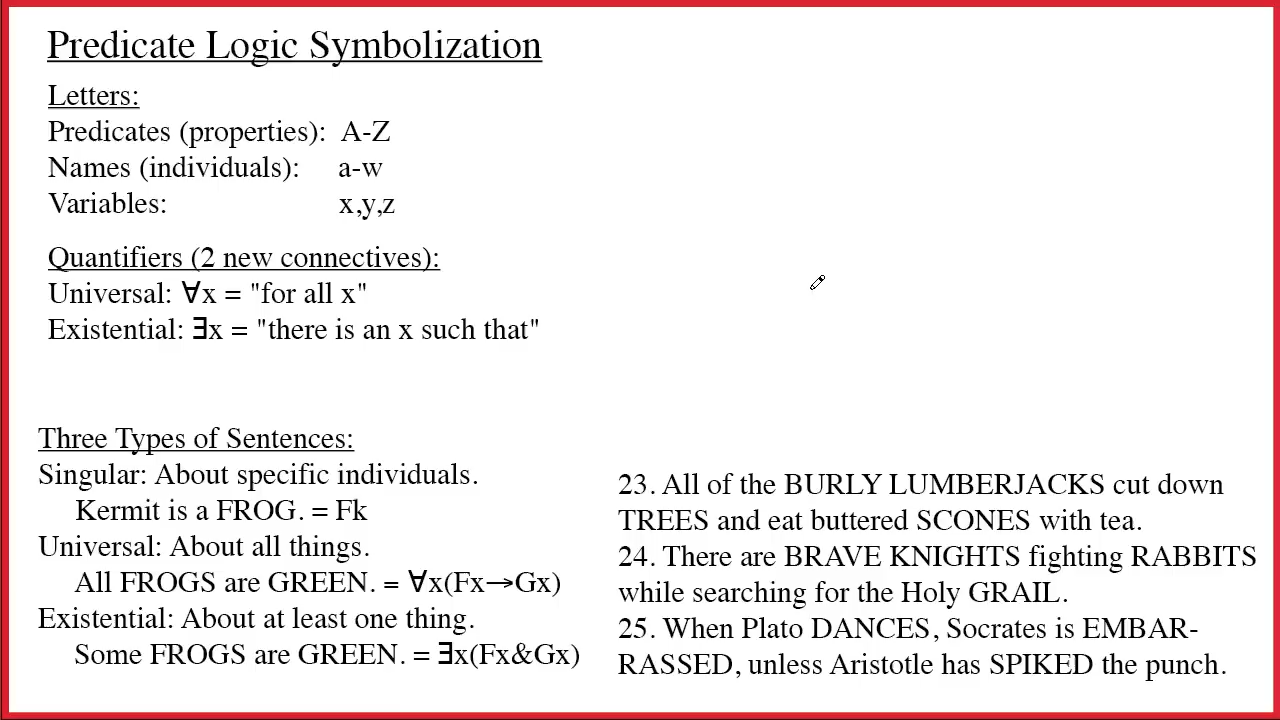 Predicate Logic Symbolization
Letters:
Predicates (properties): A-Z
Names (individuals): a-w
Variables: x,y,z
Quantifiers (2 new connectives):
Universal: ∀x = "for all x"
Existential: ∃x = "there is an x such that"
Three Types of Sentences:
Singular: About specific individuals.
Kermit is a FROG. = Fk
Universal: About all things.
All FROGS are GREEN. = ∀x(Fx→Gx)
Existential: About at least one thing.
Some FROGS are GREEN. = ∃x(Fx&Gx)
23. All of the BURLY LUMBERJACKS cut down
TREES and eat buttered SCONES with tea.
24. There are BRAVE KNIGHTS fighting RABBITS
while searching for the Holy GRAIL.
25. When Plato DANCES, Socrates is EMBAR-
RASSED, unless Aristotle has SPIKED the punch.